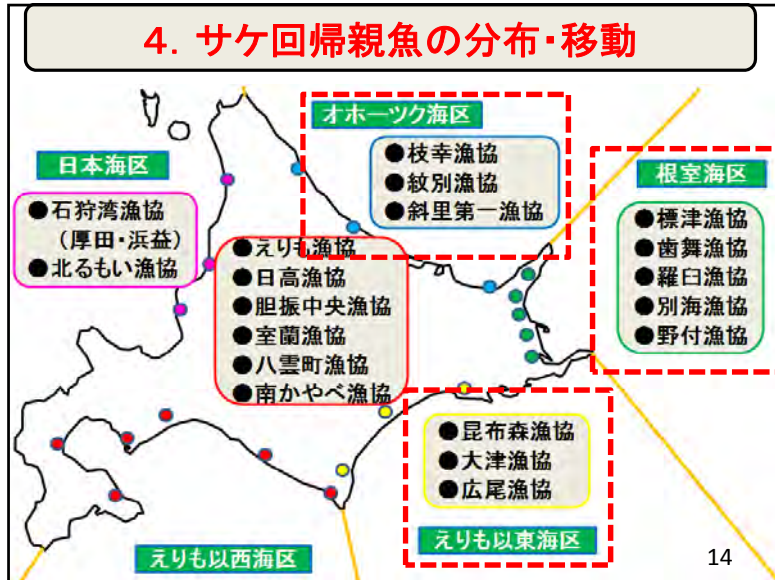 ４．サケ回帰親魚の分布・移動
オホーツク海区
●枝幸漁協
●紋別漁協
●斜里第一漁協
日本海区
●石狩湾漁協
（厚田・浜益）
●北るもい漁協
根室海区
●標津漁協
●歯舞漁協
●羅臼漁協
●別海漁協
●野付漁協
●えりも漁協
●日高漁協
●胆振中央漁協
●室蘭漁協
●八雲町漁協
●南かやべ漁協
●昆布森漁協
●大津漁協
●広尾漁協
えりも以東海区
えりも以西海区
14